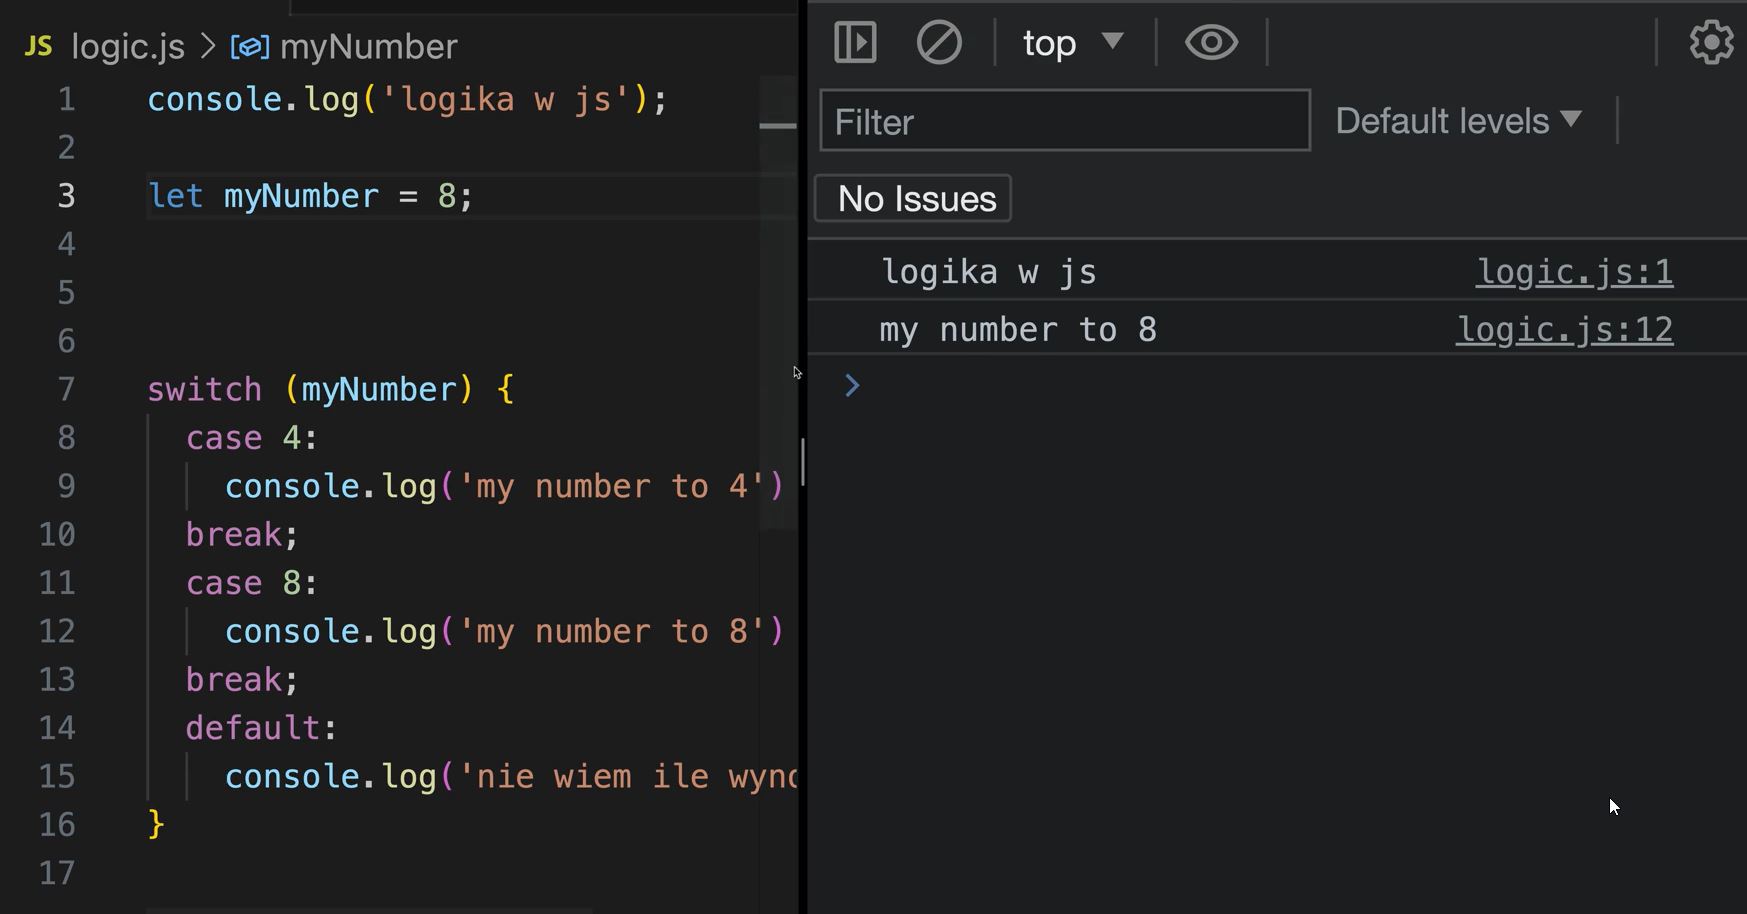 JS logic.js > myNumber
1 console.log('logika w js');
2
3 let myNumber = 8;
4
5
6
7 switch (myNumber) {
8 case 4:
9 console.log('my number to 4')
10 break;
11 case 8:
12 console.log('my number to 8')
13 break;
14 default:
15 console.log('nie wiem ile
16 }
17
top
Filter
Default levels
No Issues
logika w js logic.js:1
my number to 8 logic.js:12
>